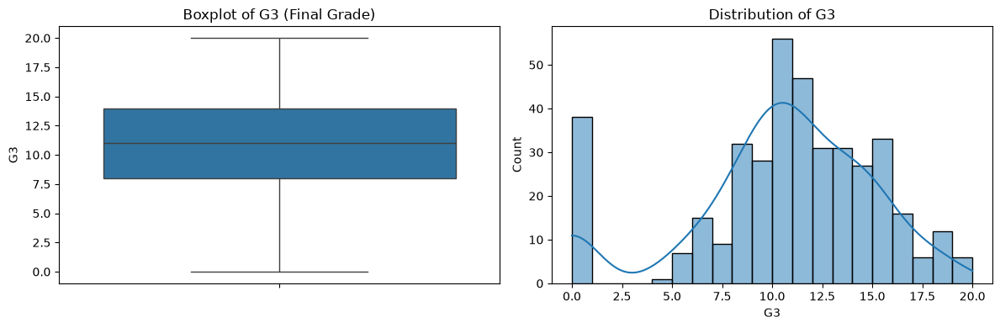 Boxplot of G3 (Final Grade)
20.0
17.5
15.0
12.5
10.0
7.5
5.0
2.5
0.0
G3
Distribution of G3
50
40
30
20
10
0
Count
0.0 2.5 5.0 7.5 10.0 12.5 15.0 17.5 20.0
G3